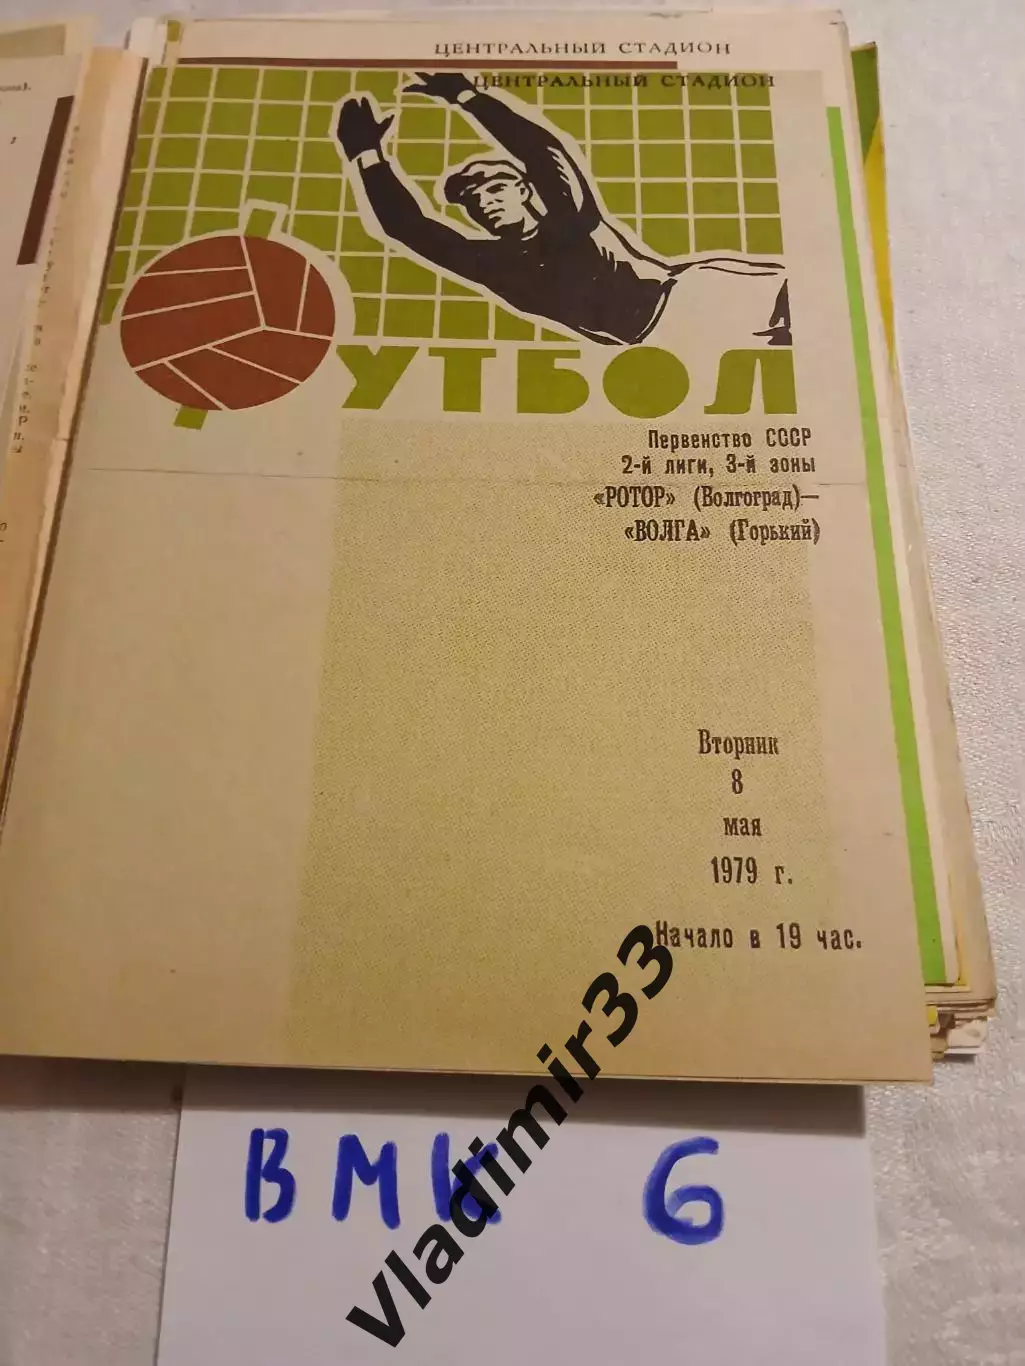 ЦЕНТРАЛЬНЫЙ СТАДИОН
ЦЕНТРАЛЬНЫЙ СТАДИОН
ФУТБОЛ
Первенство СССР
2-й лиги, 3-й зоны
«РОТОР» (Волгоград)—
«ВОЛГА» (Горький)
Вторник
8
мая
1979 г.
Начало в 19 час.
Vladimir33
ВМК 6